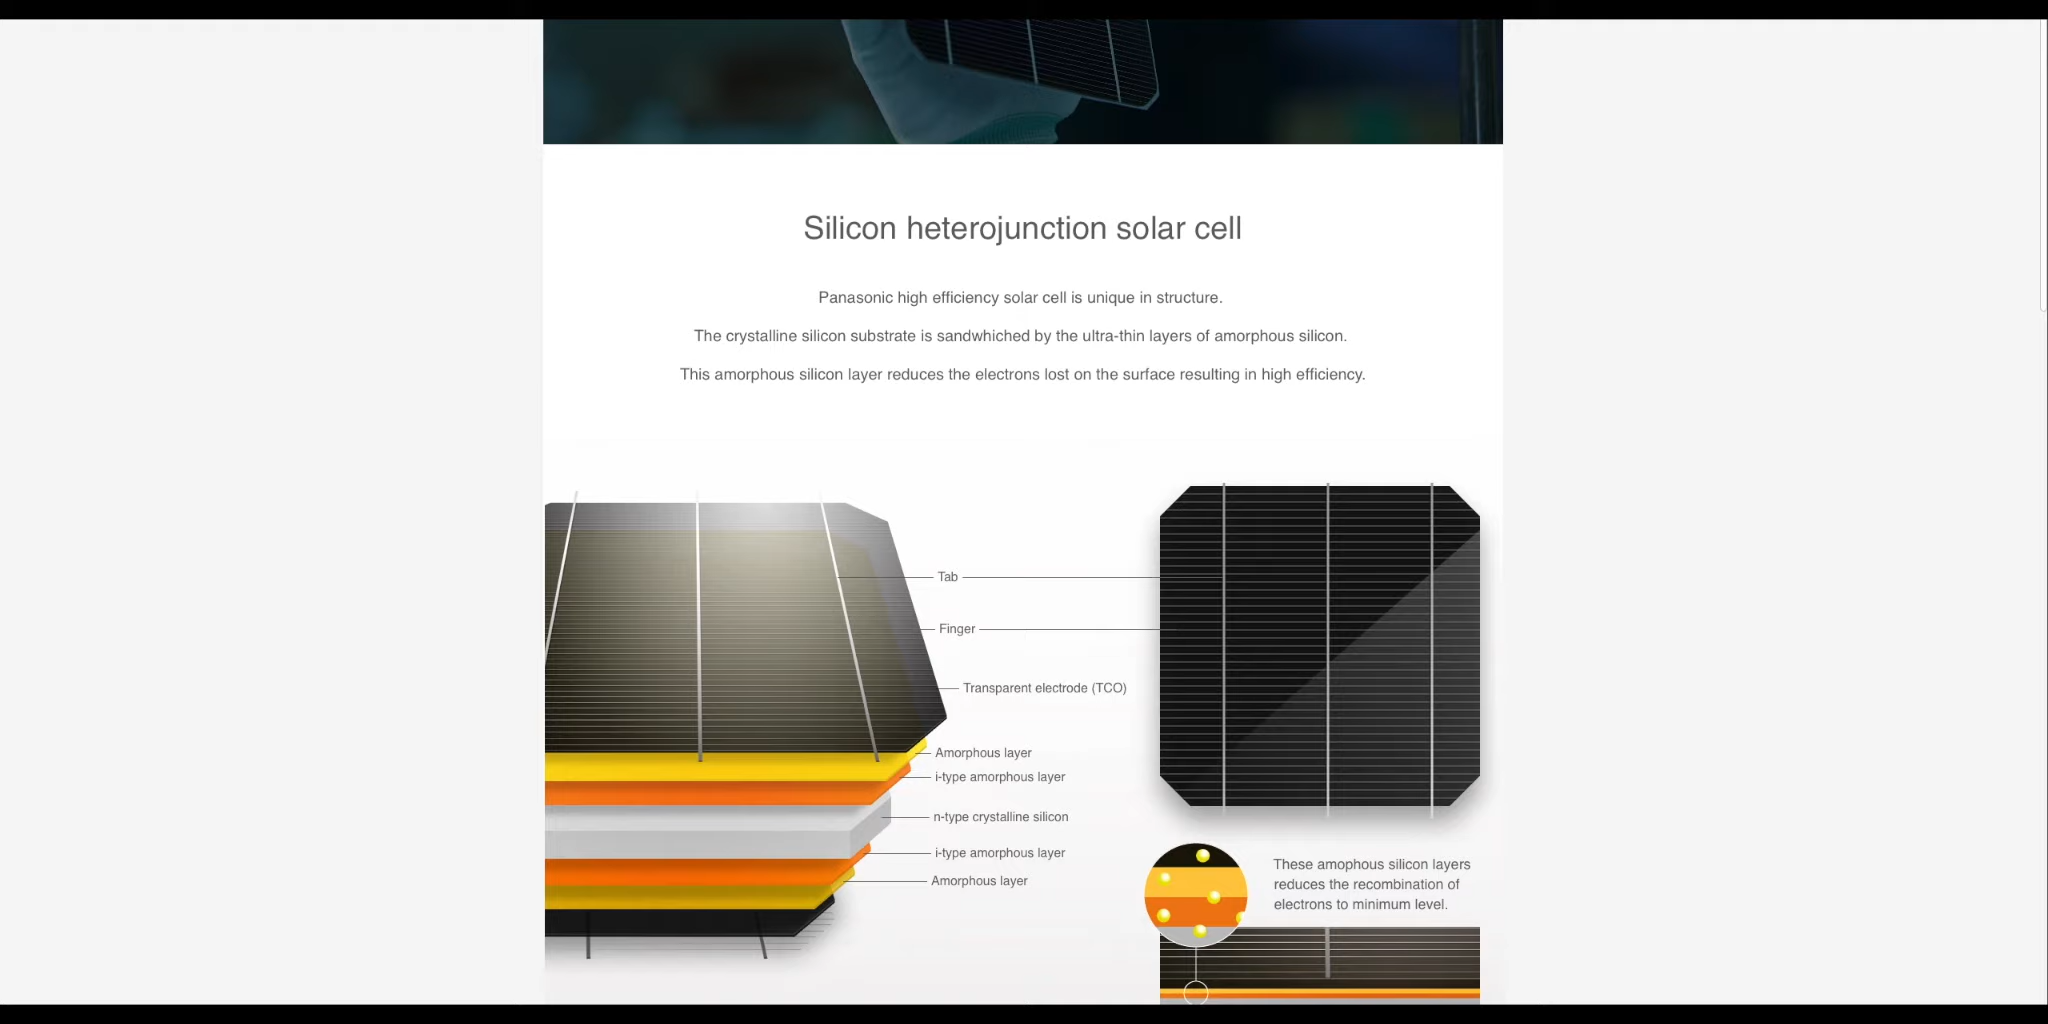 Silicon heterojunction solar cell
Panasonic high efficiency solar cell is unique in structure.
The crystalline silicon substrate is sandwhiched by the ultra-thin layers of amorphous silicon.
This amorphous silicon layer reduces the electrons lost on the surface resulting in high efficiency.
Tab
Finger
Transparent electrode (TCO)
Amorphous layer
i-type amorphous layer
n-type crystalline silicon
i-type amorphous layer
Amorphous layer
These amophous silicon layers
reduces the recombination of
electrons to minimum level.